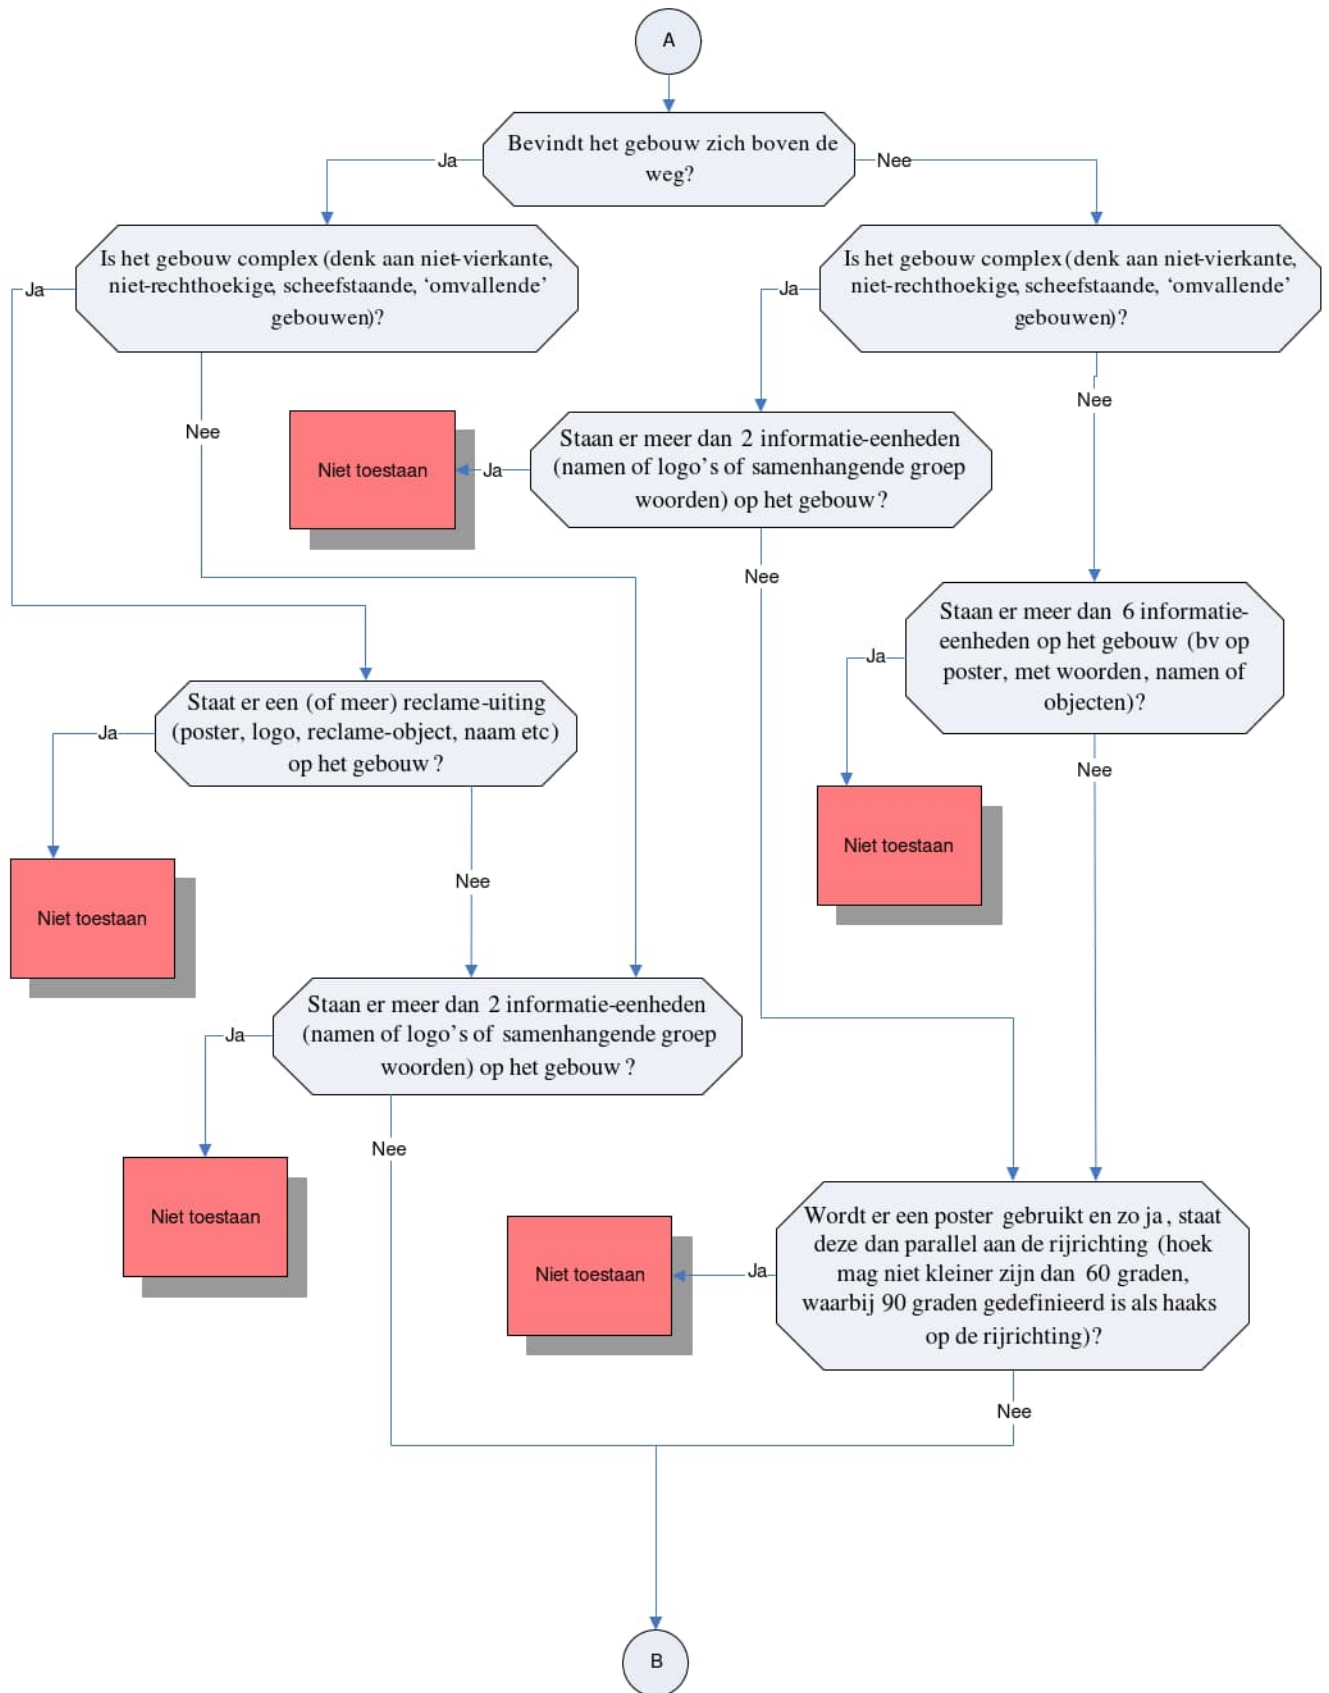 A
Bevindt het gebouw zich boven de
weg?
Ja
Nee
Is het gebouw complex (denk aan niet-vierkante,
niet-rechthoekige, scheefstaande, ‘omvallende’
gebouwen)?
Is het gebouw complex (denk aan niet-vierkante,
niet-rechthoekige, scheefstaande, ‘omvallende’
gebouwen)?
Ja
Ja
Nee
Nee
Staan er meer dan 2 informatie-eenheden
(namen of logo’s of samenhangende groep
woorden) op het gebouw?
Ja
Niet toestaan
Nee
Staan er meer dan 6 informatie-
eenheden op het gebouw (bv op
poster, met woorden, namen of
objecten)?
Ja
Nee
Niet toestaan
Staat er een (of meer) reclame-uiting
(poster, logo, reclame-object, naam etc)
op het gebouw?
Ja
Nee
Niet toestaan
Staan er meer dan 2 informatie-eenheden
(namen of logo’s of samenhangende groep
woorden) op het gebouw?
Ja
Nee
Niet toestaan
Wordt er een poster gebruikt en zo ja, staat
deze dan parallel aan de rijrichting (hoek
mag niet kleiner zijn dan 60 graden,
waarbij 90 graden gedefinieerd is als haaks
op de rijrichting)?
Ja
Niet toestaan
Nee
B